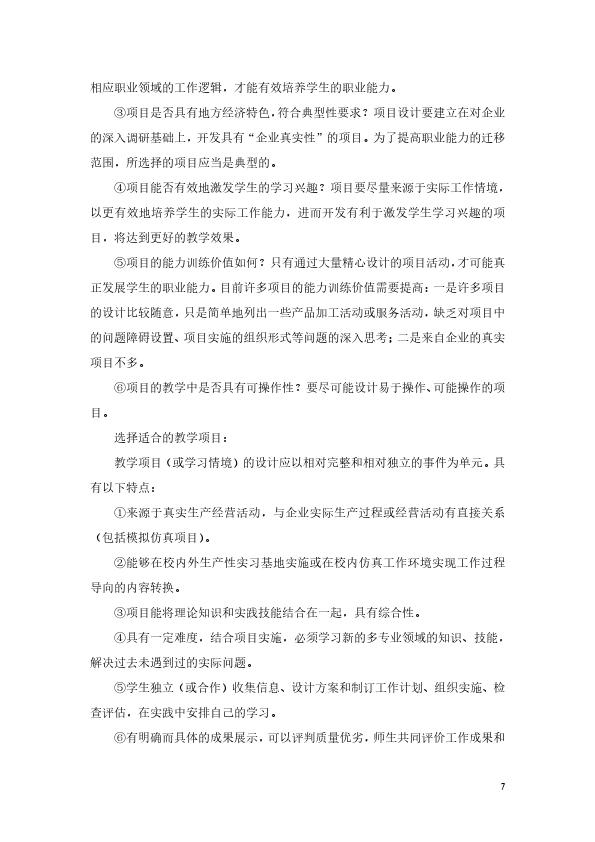 相应职业领域的工作逻辑，才能有效培养学生的职业能力。
③项目是否具有地方经济特色，符合典型性要求？项目设计要建立在对企业
的深入调研基础上，开发具有“企业真实性”的项目。为了提高职业能力的迁移
范围，所选择的项目应当是典型的。
④项目能否有效地激发学生的学习兴趣？项目要尽量来源于实际工作情境，
以更有效地培养学生的实际工作能力，进而开发有利于激发学生学习兴趣的项
目，将达到更好的教学效果。
⑤项目的能力训练价值如何？只有通过大量精心设计的项目活动，才可能真
正发展学生的职业能力。目前许多项目的能力训练价值需要提高：一是许多项目
的设计比较随意，只是简单地列出一些产品加工活动或服务活动，缺乏对项目中
的问题障碍设置、项目实施的组织形式等问题的深入思考；二是来自企业的真实
项目不多。
⑥项目的教学中是否具有可操作性？要尽可能设计易于操作、可能操作的项
目。
选择适合的教学项目：
教学项目（或学习情境）的设计应以相对完整和相对独立的事件为单元。具
有以下特点：
①来源于真实生产经营活动，与企业实际生产过程或经营活动有直接关系
（包括模拟仿真项目）。
②能够在校内外生产性实习基地实施或在校内仿真工作环境实现工作过程
导向的内容转换。
③项目能将理论知识和实践技能结合在一起，具有综合性。
④具有一定难度，结合项目实施，必须学习新的多专业领域的知识、技能，
解决过去未遇到过的实际问题。
⑤学生独立（或合作）收集信息、设计方案和制订工作计划、组织实施、检
查评估，在实践中安排自己的学习。
⑥有明确而具体的成果展示，可以评判质量优劣，师生共同评价工作成果和
7